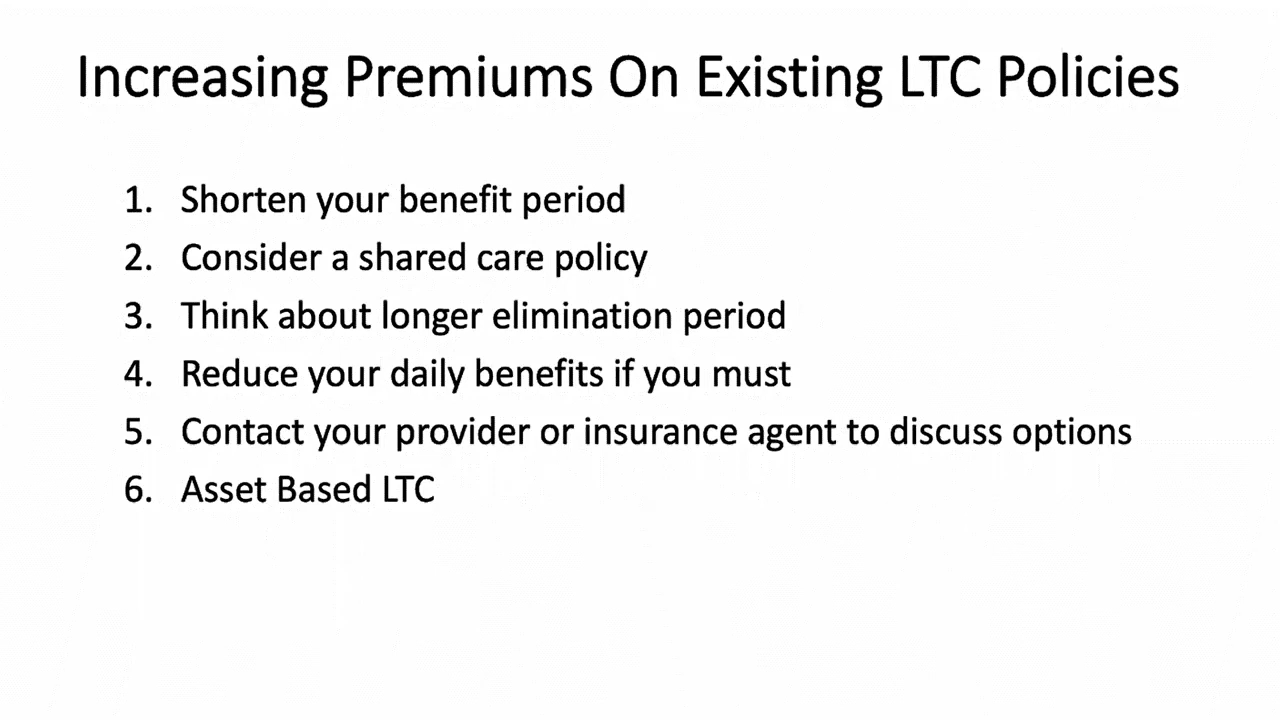 Increasing Premiums On Existing LTC Policies
1. Shorten your benefit period
2. Consider a shared care policy
3. Think about longer elimination period
4. Reduce your daily benefits if you must
5. Contact your provider or insurance agent to discuss options
6. Asset Based LTC